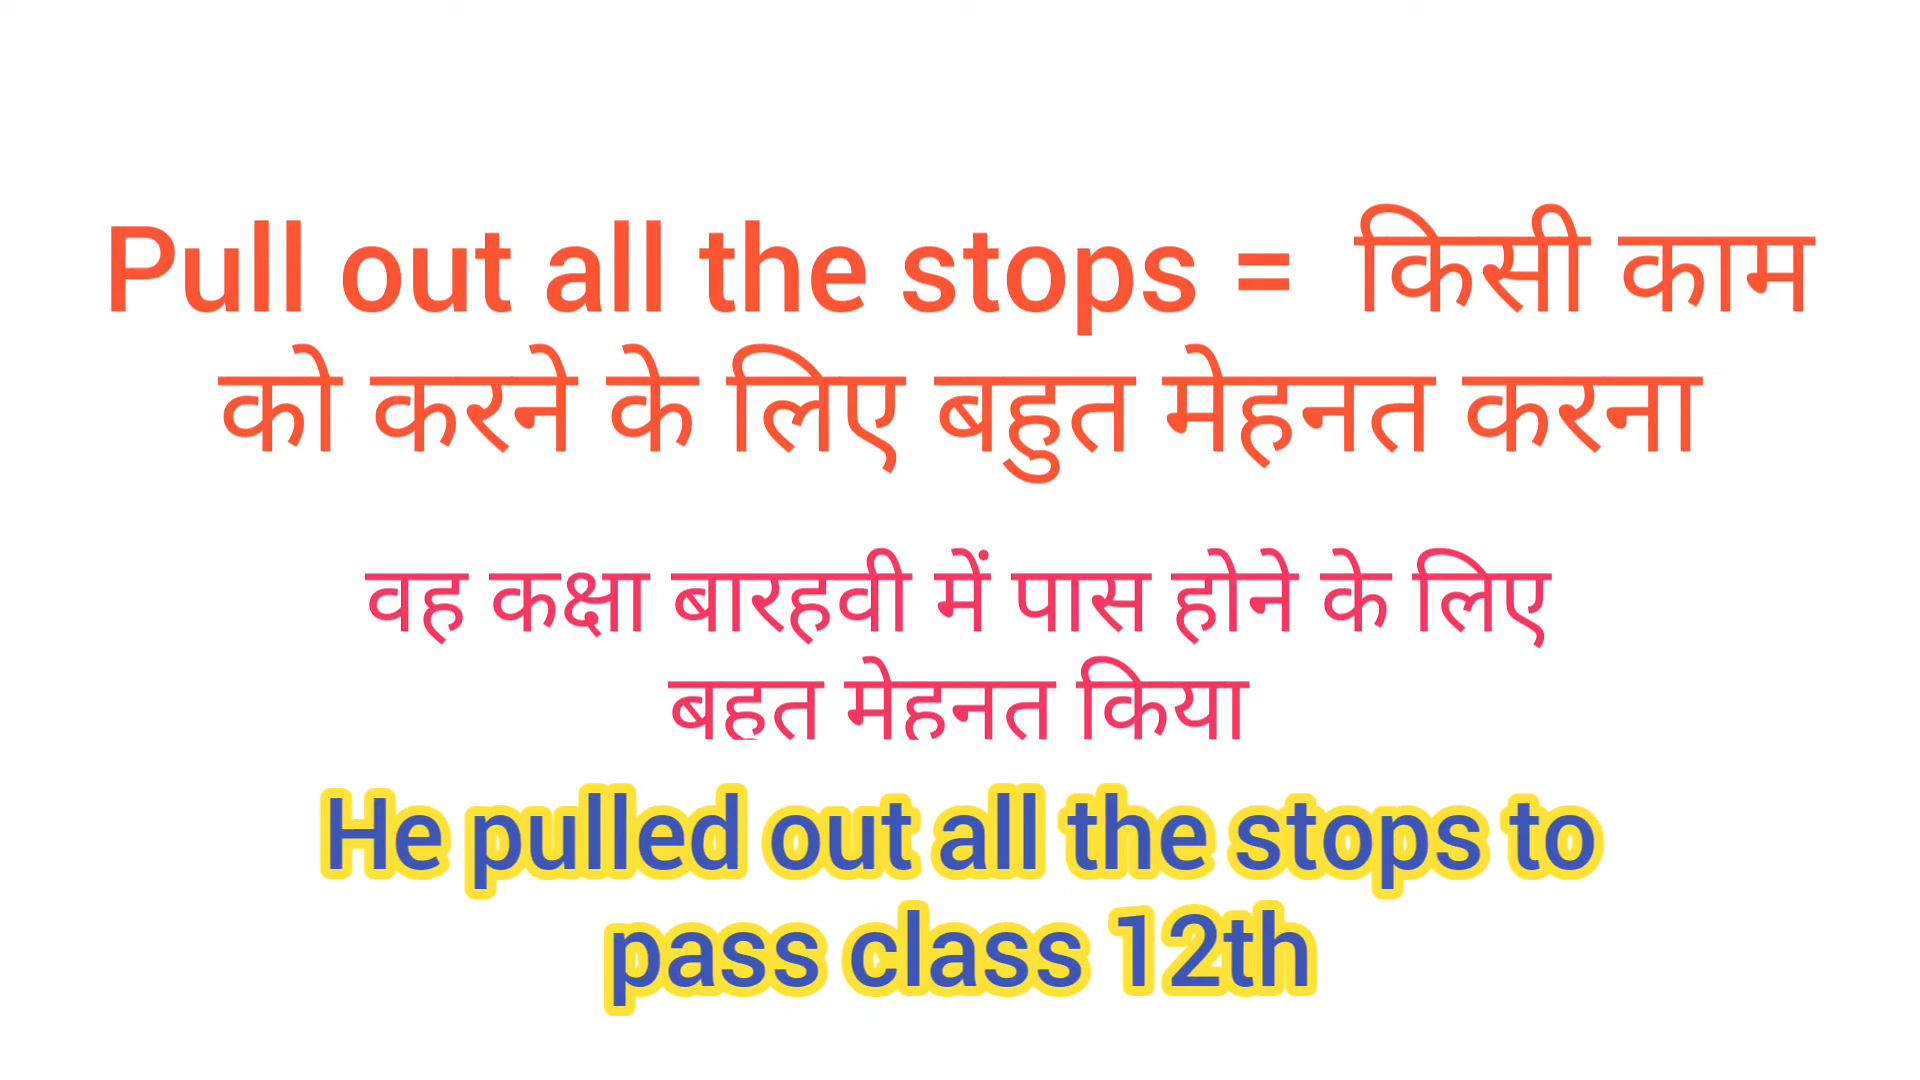 Pull out all the stops = किसी काम
को करने के लिए बहुत मेहनत करना
वह कक्षा बारहवी में पास होने के लिए
बहुत मेहनत किया
He pulled out all the stops to
pass class 12th